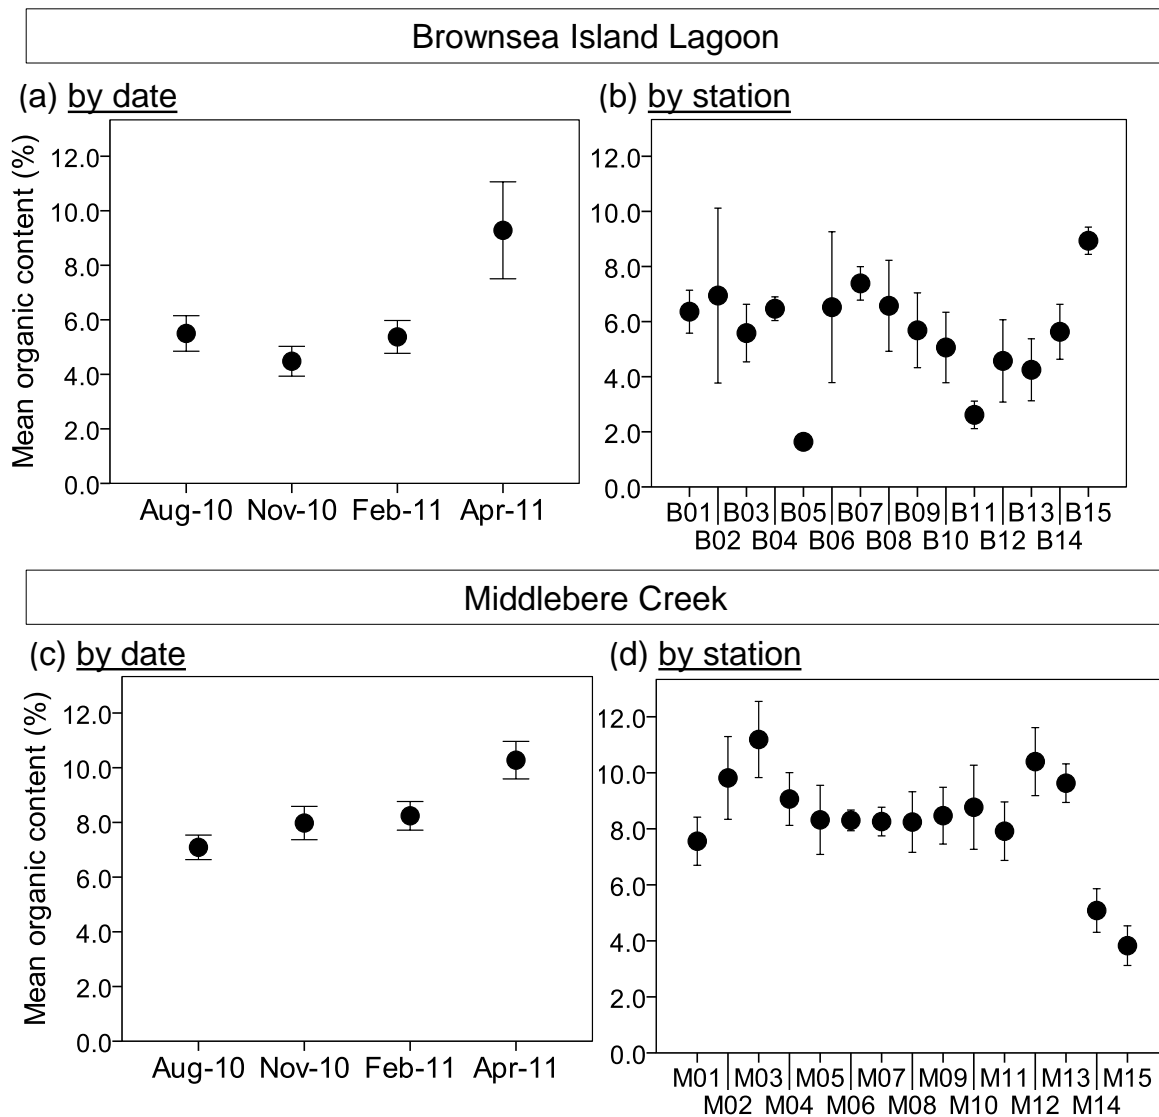 Brownsea Island Lagoon
(a) by date
(b) by station
Mean organic content (%)
12.0
10.0
8.0
6.0
4.0
2.0
0.0
Aug-10 Nov-10 Feb-11 Apr-11
12.0
10.0
8.0
6.0
4.0
2.0
0.0
B01 B03 B05 B07 B09 B11 B13 B15
B02 B04 B06 B08 B10 B12 B14
Middlebere Creek
(c) by date
(d) by station
Mean organic content (%)
12.0
10.0
8.0
6.0
4.0
2.0
0.0
Aug-10 Nov-10 Feb-11 Apr-11
12.0
10.0
8.0
6.0
4.0
2.0
0.0
M01 M03 M05 M07 M09 M11 M13 M15
M02 M04 M06 M08 M10 M12 M14